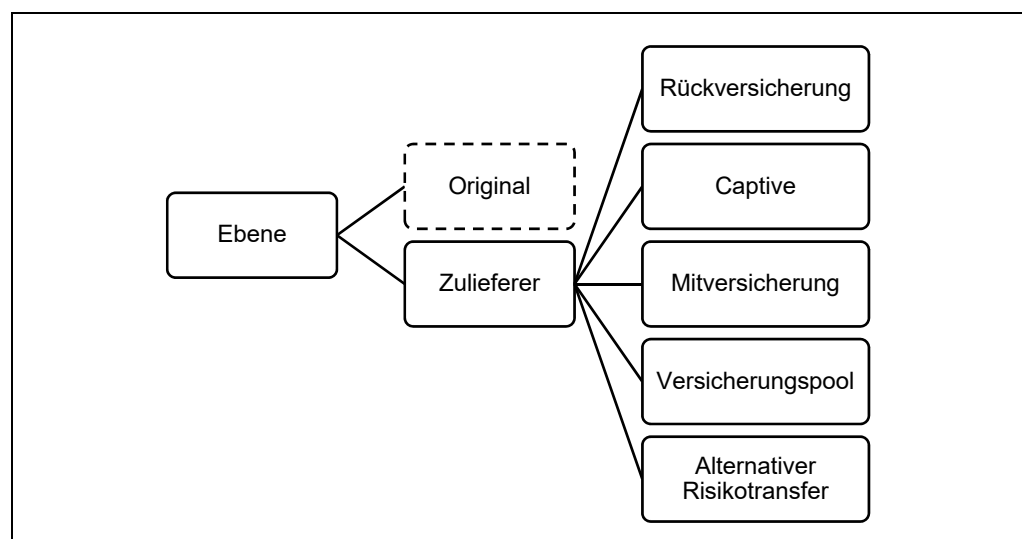 Ebene
Original
Zulieferer
Rückversicherung
Captive
Mitversicherung
Versicherungspool
Alternativer
Risikotransfer